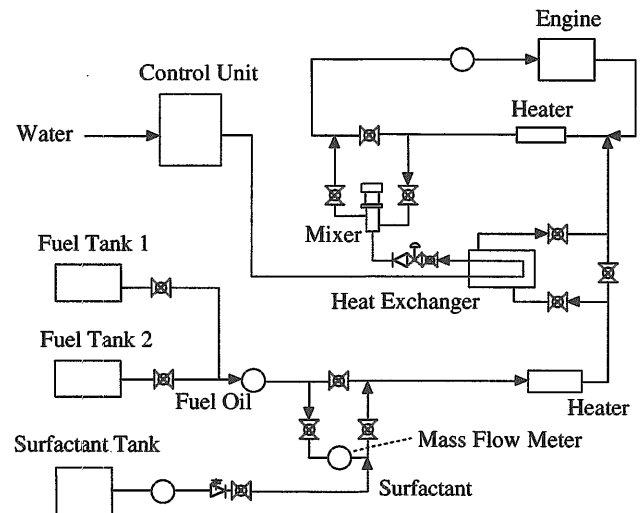 Engine
Control Unit
Heater
Water
Mixer
Fuel Tank 1
Heat Exchanger
Fuel Tank 2
Fuel Oil
Heater
Mass Flow Meter
Surfactant Tank
Surfactant